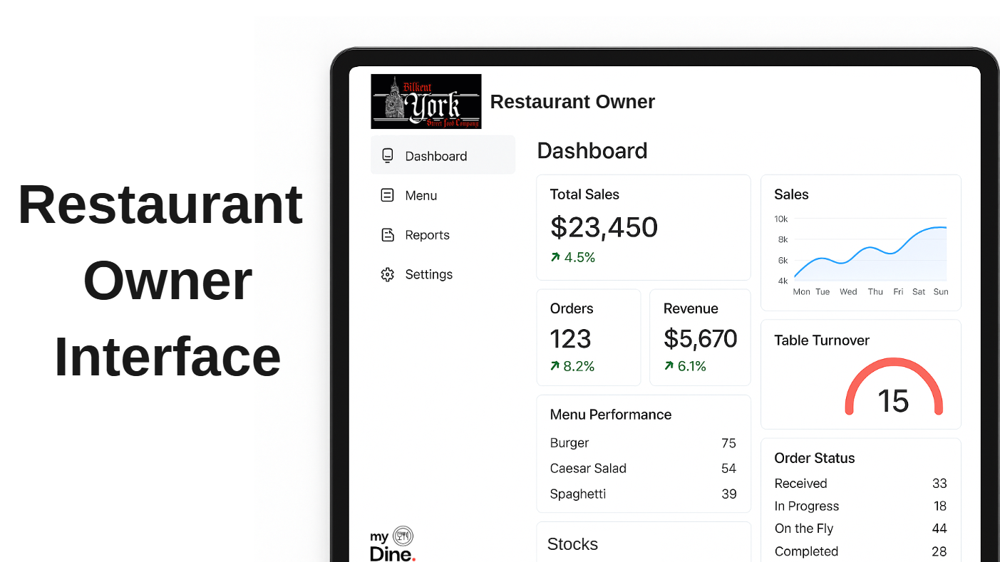 Restaurant
Owner
Interface
Bilkent
York
Street Food Company
Restaurant Owner
Dashboard
Menu
Reports
Settings
my
Dine.
Dashboard
Total Sales
$23,450
4.5%
Orders
123
8.2%
Revenue
$5,670
6.1%
Menu Performance
Burger 75
Caesar Salad 54
Spaghetti 39
Stocks
Sales
10k
8k
6k
4k
Mon Tue Wed Thu Fri Sat Sun
Table Turnover
15
Order Status
Received 33
In Progress 18
On the Fly 44
Completed 28